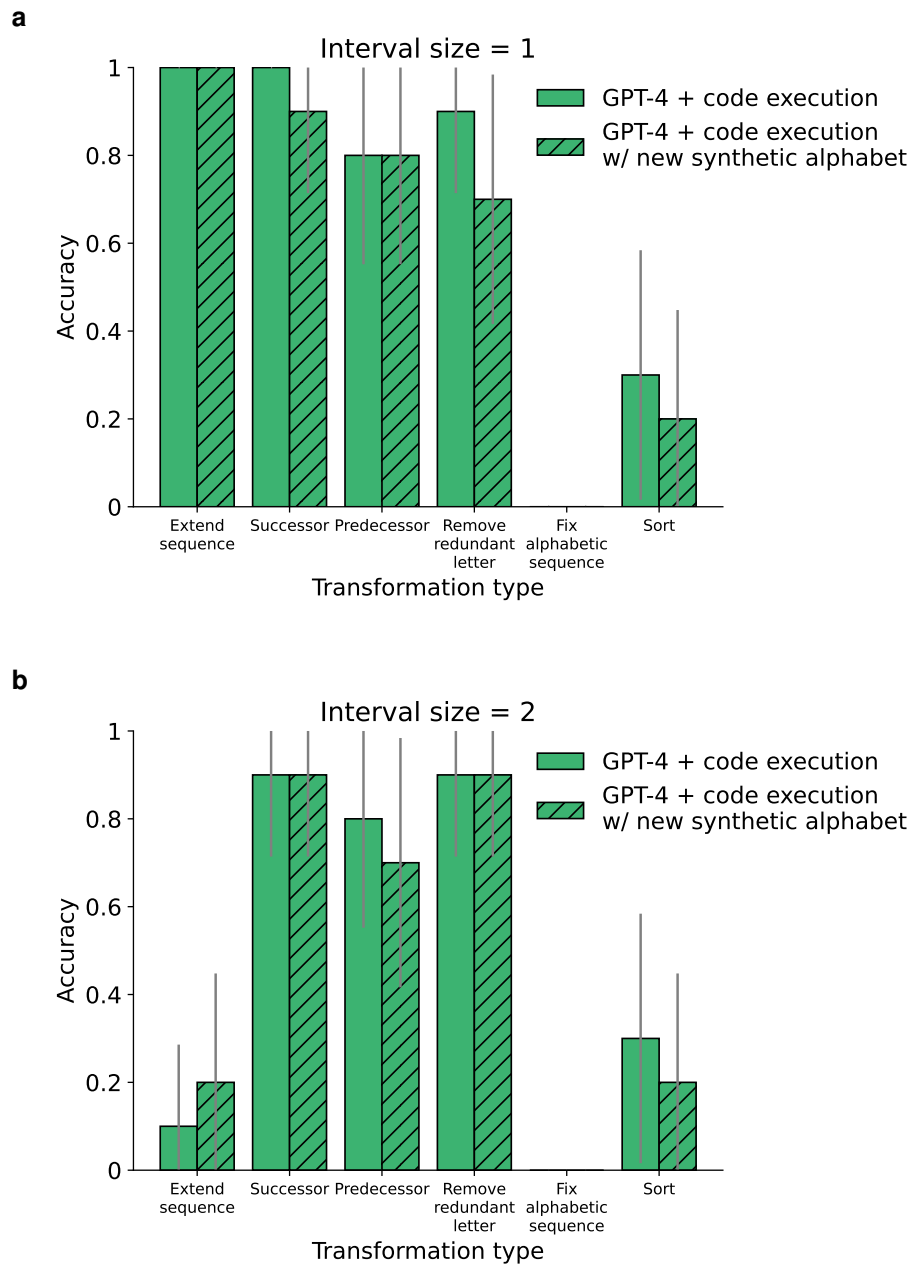 a
Interval size = 1
GPT-4 + code execution
GPT-4 + code execution
w/ new synthetic alphabet
1
0.8
0.6
0.4
0.2
0
Accuracy
Extend
sequence
Successor
Predecessor
Remove
redundant
letter
Fix
alphabetic
sequence
Sort
Transformation type
b
Interval size = 2
GPT-4 + code execution
GPT-4 + code execution
w/ new synthetic alphabet
1
0.8
0.6
0.4
0.2
0
Accuracy
Extend
sequence
Successor
Predecessor
Remove
redundant
letter
Fix
alphabetic
sequence
Sort
Transformation type